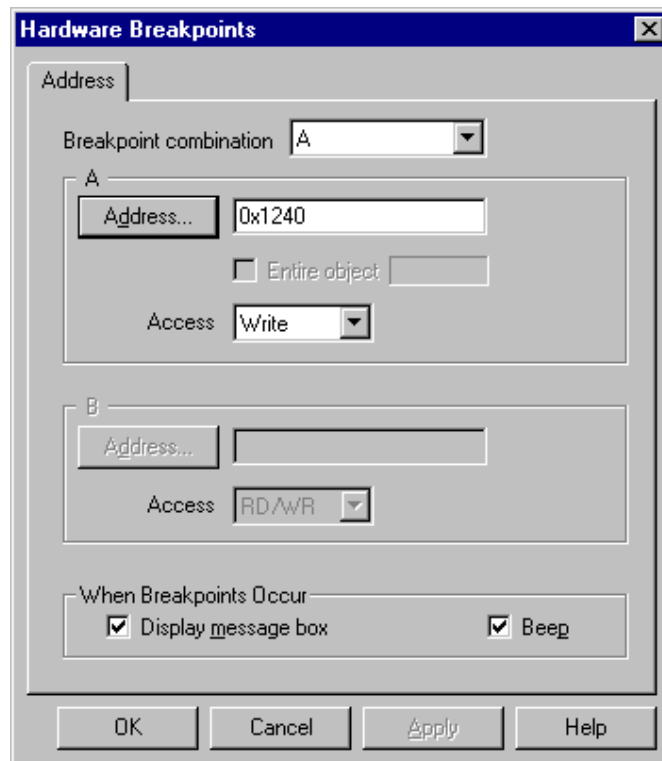 Hardware Breakpoints
Address
Breakpoint combination A
A
Address... 0x1240
Entire object
Access Write
B
Address...
Access RD/WR
When Breakpoints Occur
Display message box Beep
OK Cancel Apply Help